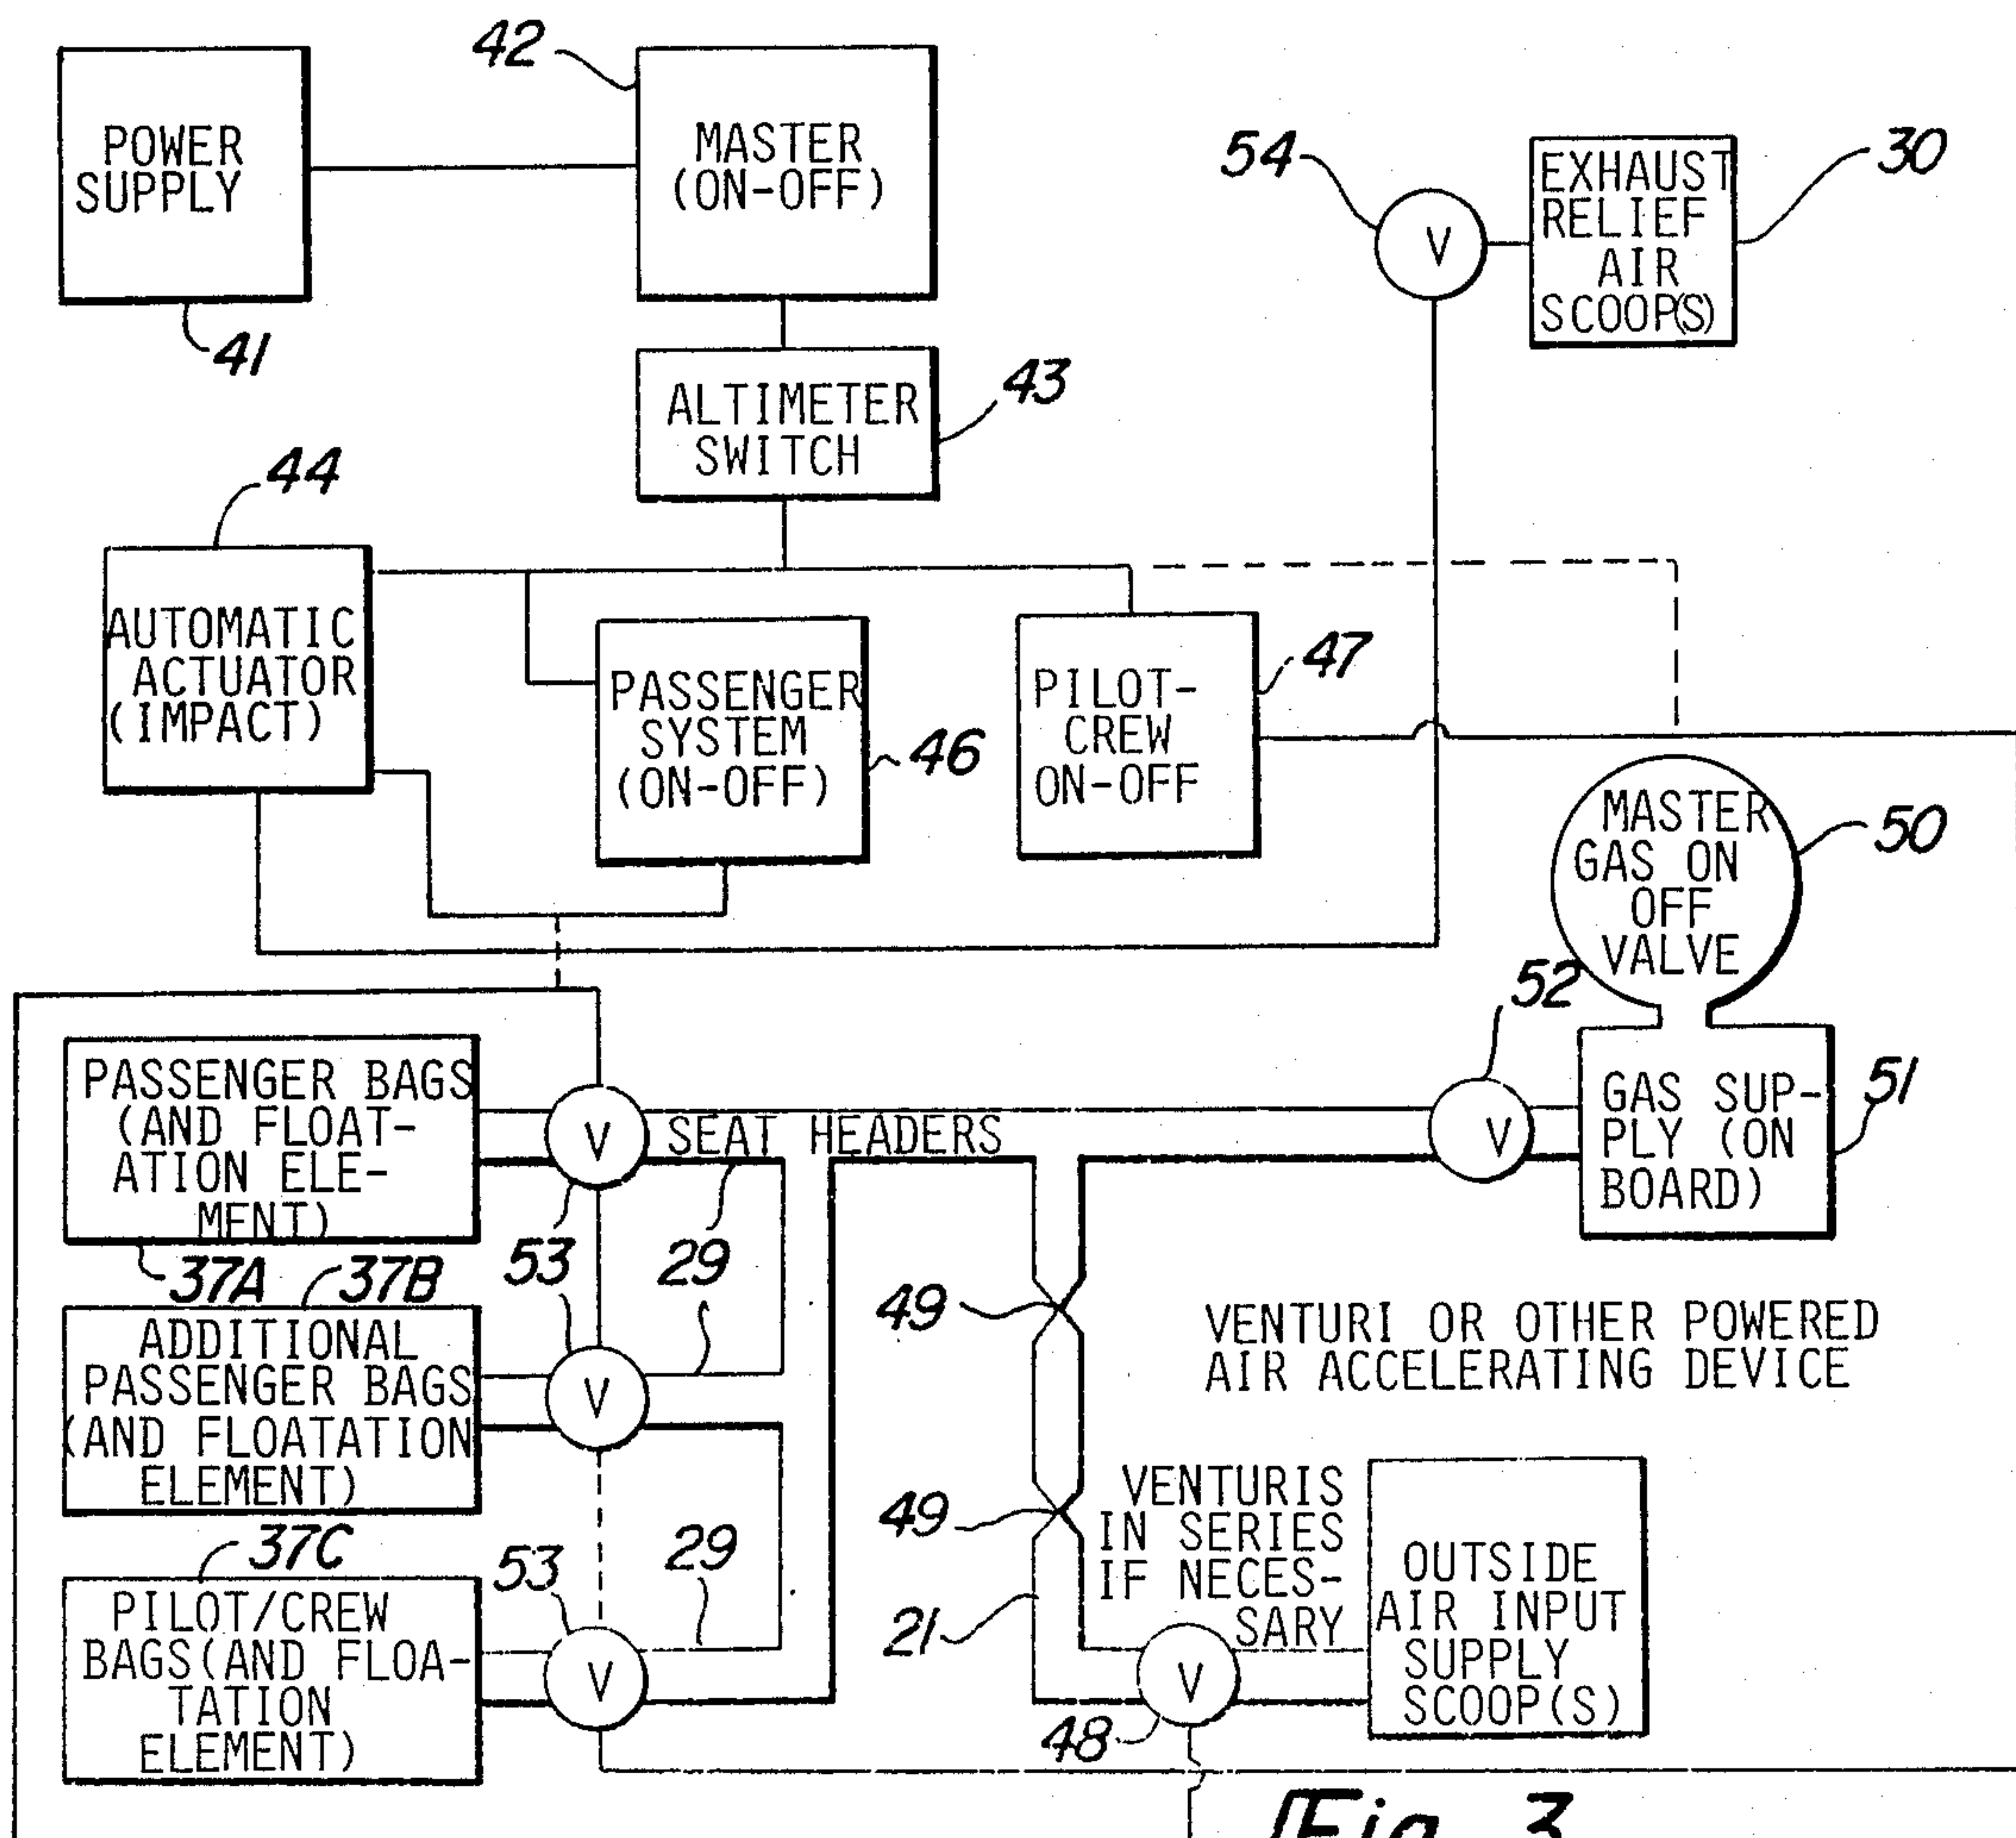 42
POWER
SUPPLY
41
MASTER
(ON-OFF)
54
V
EXHAUST
RELIEF
AIR
SCOOP(S)
30
ALTIMETER
SWITCH
43
44
AUTOMATIC
ACTUATOR
(IMPACT)
PASSENGER
SYSTEM
(ON-OFF)
46
PILOT-
CREW
ON-OFF
47
MASTER
GAS ON
OFF
VALVE
50
52
V
GAS SUP-
PLY (ON
BOARD)
51
PASSENGER BAGS
(AND FLOAT-
ATION ELE-
MENT)
37A
V
SEAT HEADERS
53
29
37B
ADDITIONAL
PASSENGER BAGS
(AND FLOATATION
ELEMENT)
53
V
29
49
VENTURI OR OTHER POWERED
AIR ACCELERATING DEVICE
49
VENTURIS
IN SERIES
IF NECES-
SARY
37C
PILOT/CREW
BAGS(AND FLOA-
TATION
ELEMENT)
53
V
29
21
V
48
OUTSIDE
AIR INPUT
SUPPLY
SCOOP(S)
Fig. 3